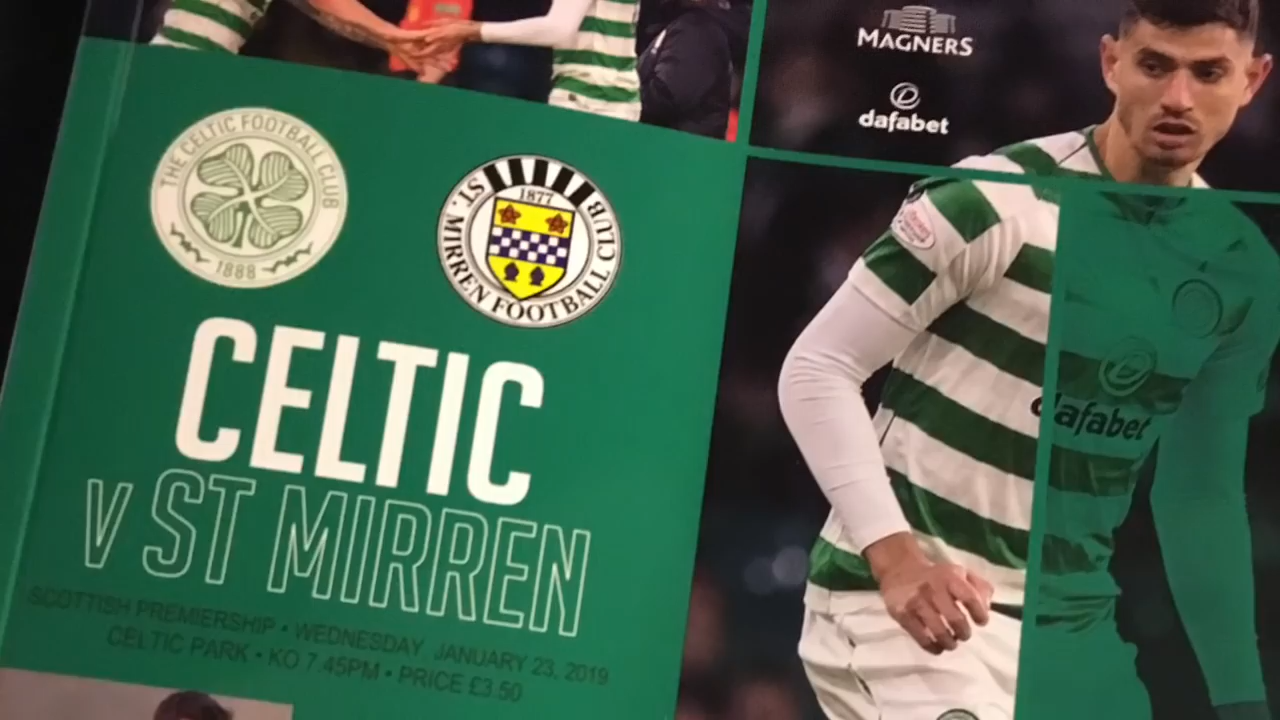 MAGNERS
dafabet
THE CELTIC FOOTBALL CLUB
1888
1877
ST. MIRREN FOOTBALL CLUB
CELTIC
V ST MIRREN
SCOTTISH PREMIERSHIP • WEDNESDAY, JANUARY 23, 2019
CELTIC PARK • KO 7.45PM • PRICE £3.50
dafabet